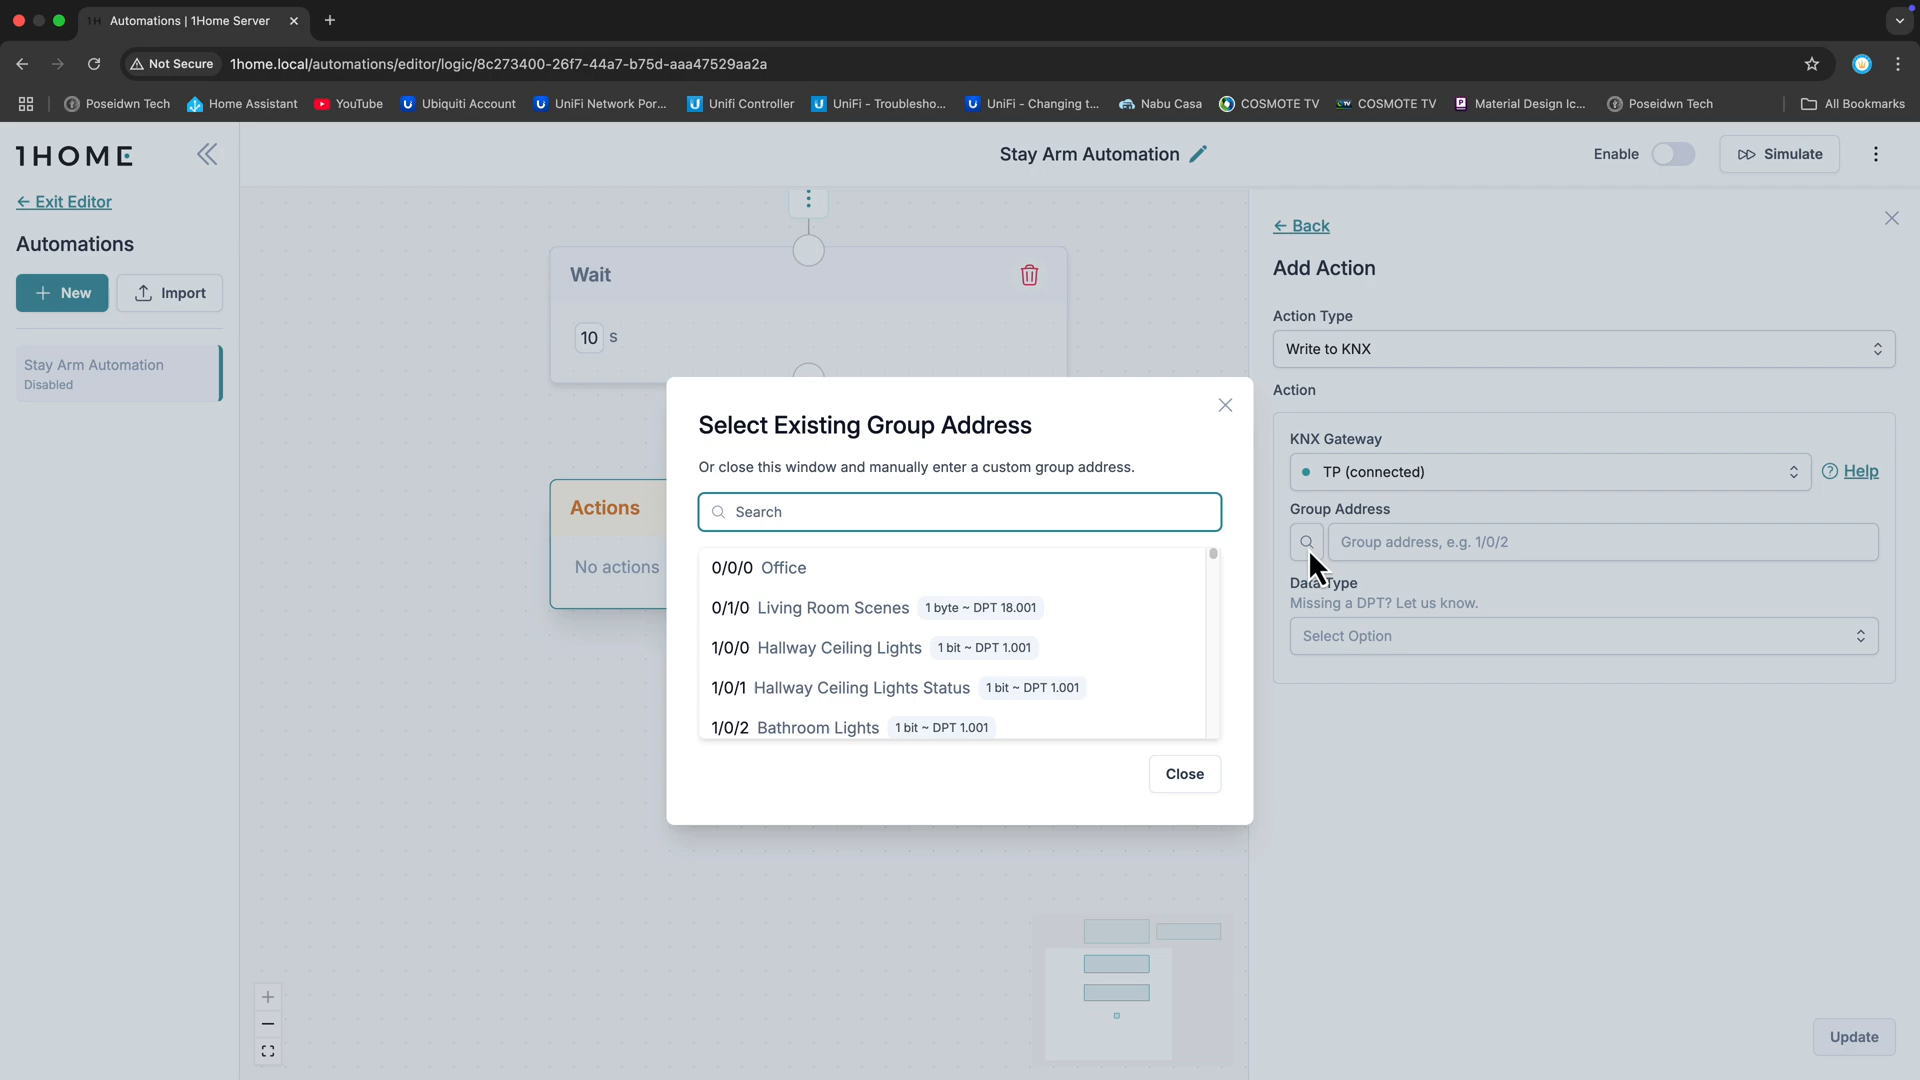 1H Automations | 1Home Server
Not Secure 1home.local/automations/editor/logic/8c273400-26f7-44a7-b75d-aaa47529aa2a
Poseidwn Tech Home Assistant YouTube Ubiquiti Account UniFi Network Por... Unifi Controller UniFi - Troublesho... UniFi - Changing t... Nabu Casa COSMOTE TV COSMOTE TV Material Design Ic... Poseidwn Tech All Bookmarks
1HOME
Stay Arm Automation
Enable
Simulate
← Exit Editor
Automations
New
Import
Stay Arm Automation
Disabled
Wait
10 s
Actions
No actions
Select Existing Group Address
Or close this window and manually enter a custom group address.
Search
0/0/0 Office
0/1/0 Living Room Scenes 1 byte ~ DPT 18.001
1/0/0 Hallway Ceiling Lights 1 bit ~ DPT 1.001
1/0/1 Hallway Ceiling Lights Status 1 bit ~ DPT 1.001
1/0/2 Bathroom Lights 1 bit ~ DPT 1.001
Close
← Back
Add Action
Action Type
Write to KNX
Action
KNX Gateway
TP (connected)
Help
Group Address
Group address, e.g. 1/0/2
Data Type
Missing a DPT? Let us know.
Select Option
Update